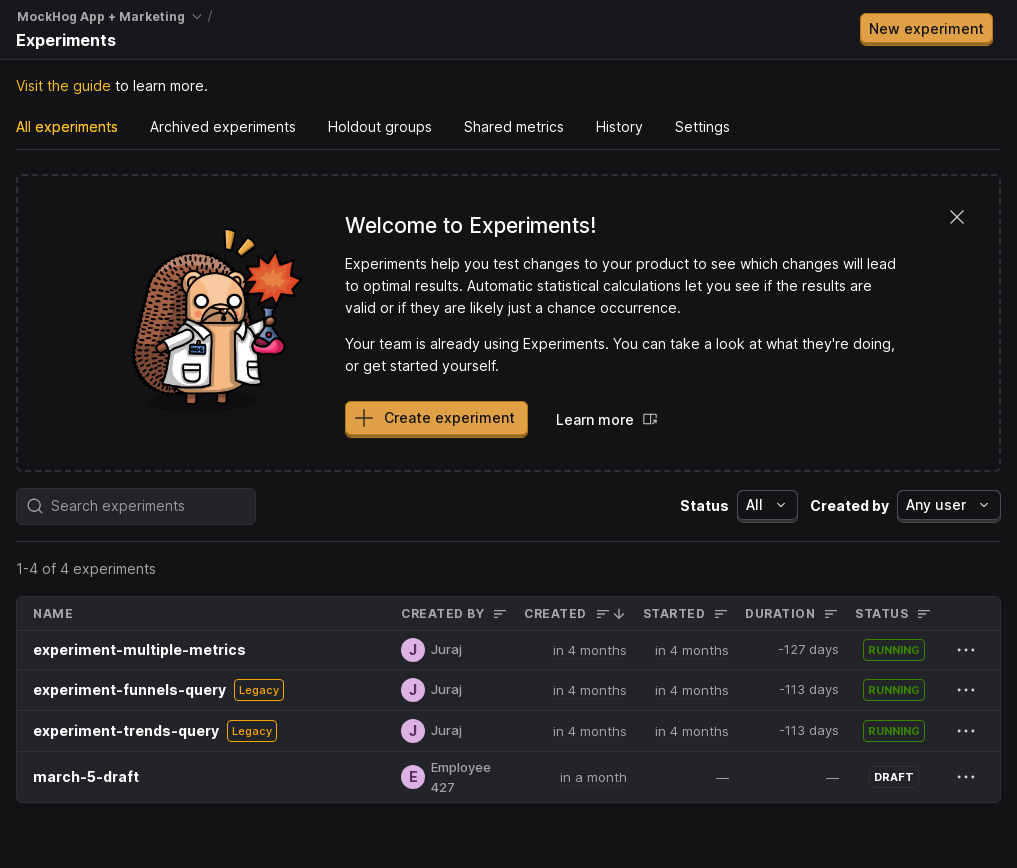 MockHog App + Marketing /
Experiments
New experiment
Visit the guide to learn more.
All experiments Archived experiments Holdout groups Shared metrics History Settings
Welcome to Experiments!
Experiments help you test changes to your product to see which changes will lead
to optimal results. Automatic statistical calculations let you see if the results are
valid or if they are likely just a chance occurrence.
Your team is already using Experiments. You can take a look at what they're doing,
or get started yourself.
Create experiment Learn more
Search experiments Status All Created by Any user
1-4 of 4 experiments
NAME CREATED BY CREATED STARTED DURATION STATUS
experiment-multiple-metrics J Juraj in 4 months in 4 months -127 days RUNNING
experiment-funnels-query Legacy J Juraj in 4 months in 4 months -113 days RUNNING
experiment-trends-query Legacy J Juraj in 4 months in 4 months -113 days RUNNING
march-5-draft E Employee 427 in a month — — DRAFT